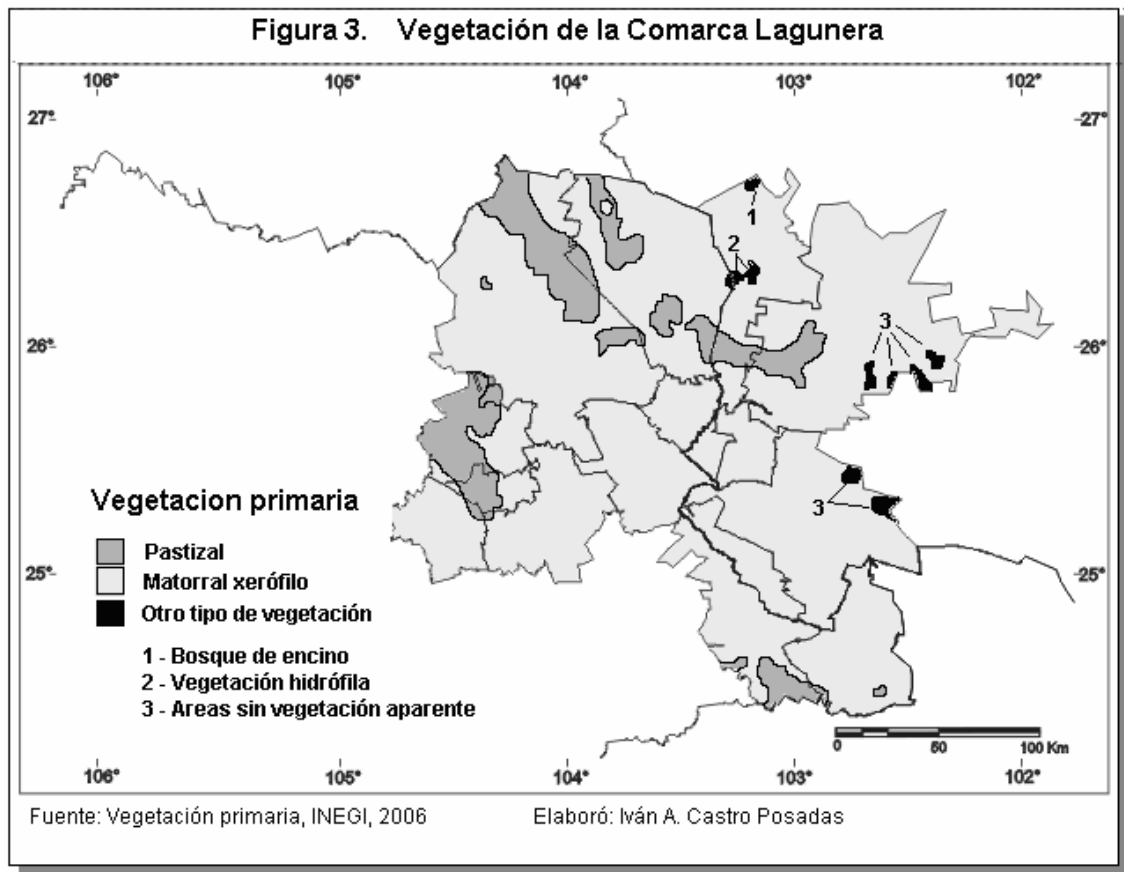 Figura 3. Vegetación de la Comarca Lagunera
106° 105° 104° 103° 102°
27° 27°
1
2
3
26° 26°
3
Vegetacion primaria
Pastizal
Matorral xerófilo
25° 25°
Otro tipo de vegetación
1 - Bosque de encino
2 - Vegetación hidrófila
3 - Areas sin vegetación aparente
0 50 100 Km
106° 105° 104° 103° 102°
Fuente: Vegetación primaria, INEGI, 2006 Elaboró: Iván A. Castro Posadas